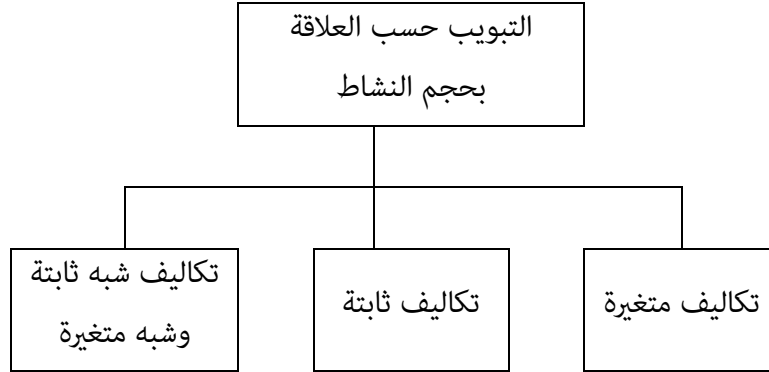 التبويب حسب العلاقة
بحجم النشاط
تكاليف متغيرة
تكاليف ثابتة
تكاليف شبه ثابتة
وشبه متغيرة